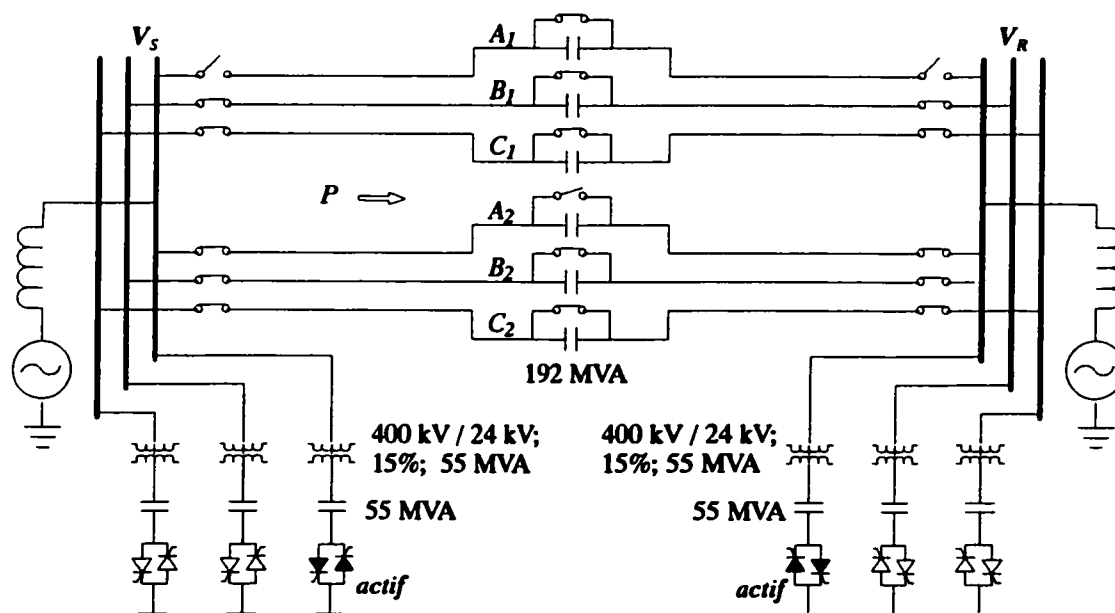 V_S
V_R
A_1
B_1
C_1
P
A_2
B_2
C_2
192 MVA
400 kV / 24 kV;
15%; 55 MVA
400 kV / 24 kV;
15%; 55 MVA
55 MVA
55 MVA
actif
actif